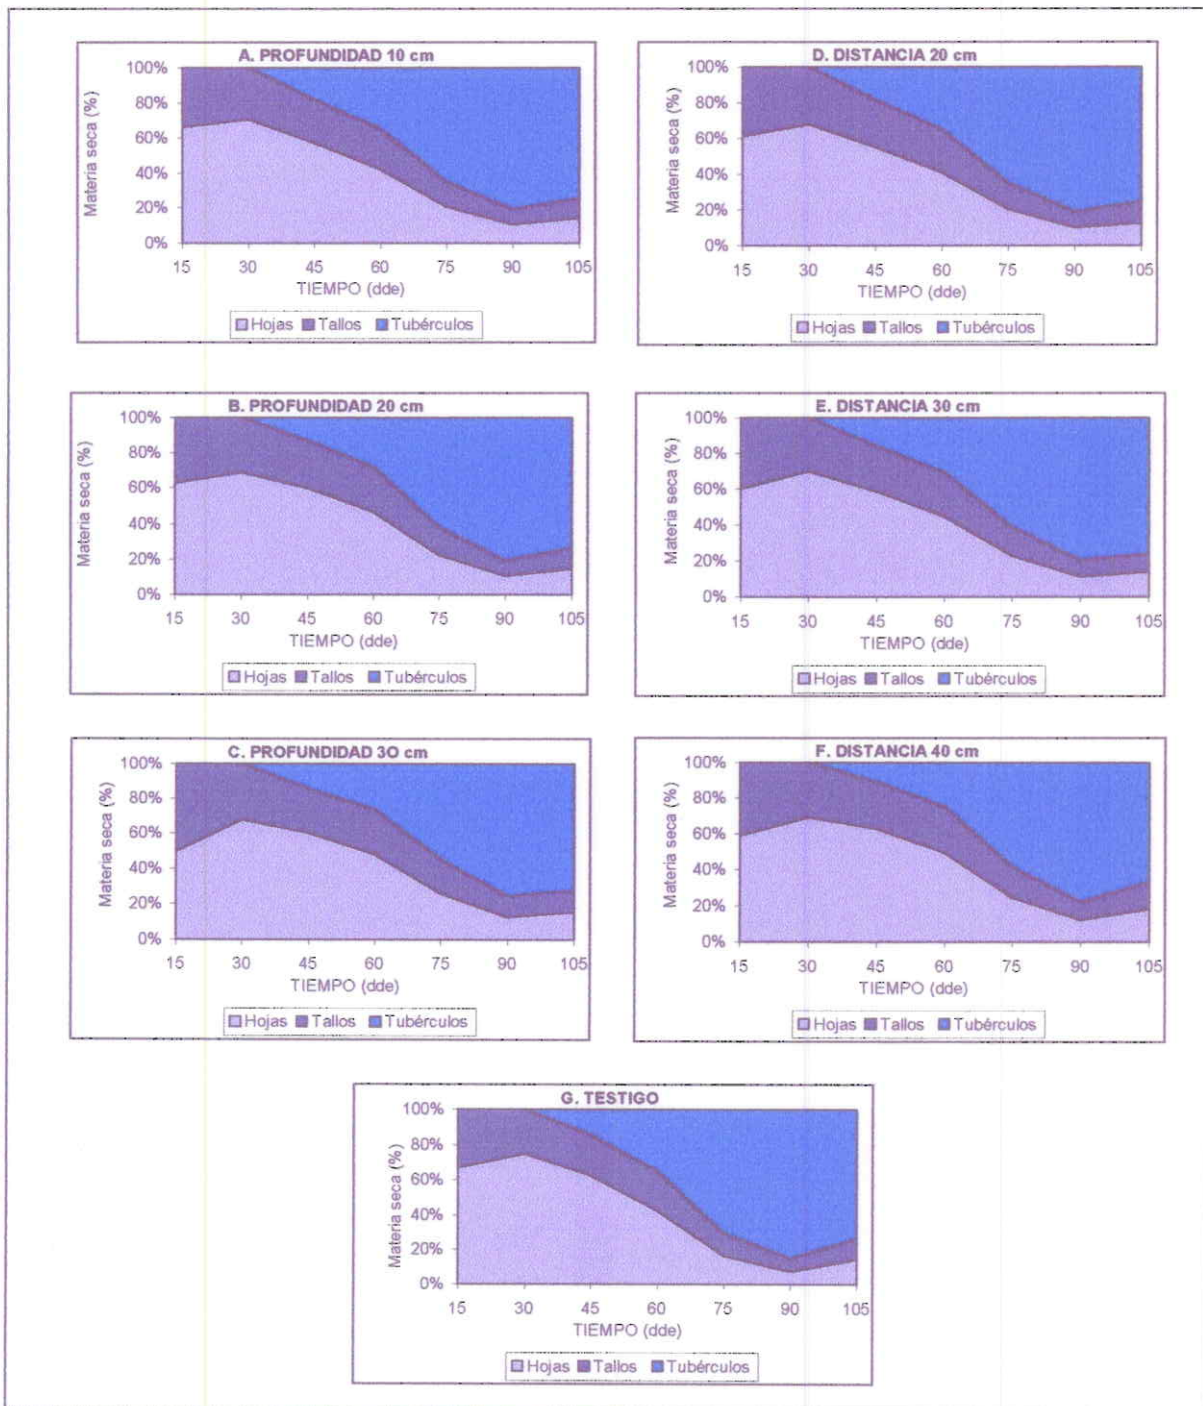 A. PROFUNDIDAD 10 cm
Materia seca (%)
100%
80%
60%
40%
20%
0%
15 30 45 60 75 90 105
TIEMPO (dde)
Hojas Tallos Tubérculos
D. DISTANCIA 20 cm
Materia seca (%)
100%
80%
60%
40%
20%
0%
15 30 45 60 75 90 105
TIEMPO (dde)
Hojas Tallos Tubérculos
B. PROFUNDIDAD 20 cm
Materia seca (%)
100%
80%
60%
40%
20%
0%
15 30 45 60 75 90 105
TIEMPO (dde)
Hojas Tallos Tubérculos
E. DISTANCIA 30 cm
Materia seca (%)
100%
80%
60%
40%
20%
0%
15 30 45 60 75 90 105
TIEMPO (dde)
Hojas Tallos Tubérculos
C. PROFUNDIDAD 3O cm
Materia seca (%)
100%
80%
60%
40%
20%
0%
15 30 45 60 75 90 105
TIEMPO (dde)
Hojas Tallos Tubérculos
F. DISTANCIA 40 cm
Materia seca (%)
100%
80%
60%
40%
20%
0%
15 30 45 60 75 90 105
TIEMPO (dde)
Hojas Tallos Tubérculos
G. TESTIGO
Materia seca (%)
100%
80%
60%
40%
20%
0%
15 30 45 60 75 90 105
TIEMPO (dde)
Hojas Tallos Tubérculos